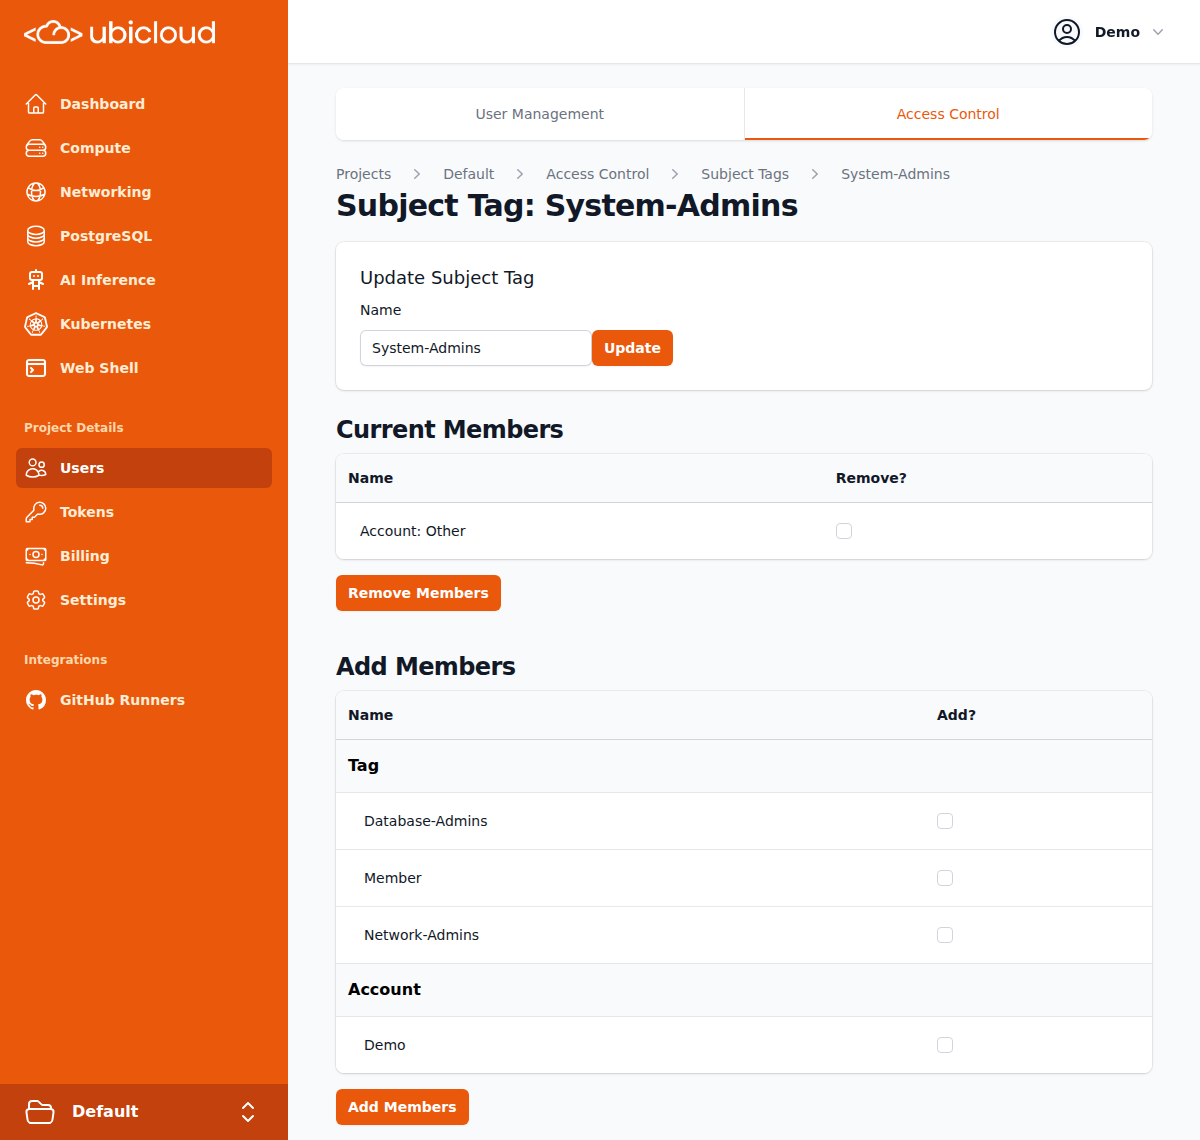 ubicloud
Demo
Dashboard
Compute
Networking
PostgreSQL
AI Inference
Kubernetes
Web Shell
Project Details
Users
Tokens
Billing
Settings
Integrations
GitHub Runners
Default
User Management
Access Control
Projects > Default > Access Control > Subject Tags > System-Admins
Subject Tag: System-Admins
Update Subject Tag
Name
System-Admins Update
Current Members
Name Remove?
Account: Other
Remove Members
Add Members
Name Add?
Tag
Database-Admins
Member
Network-Admins
Account
Demo
Add Members